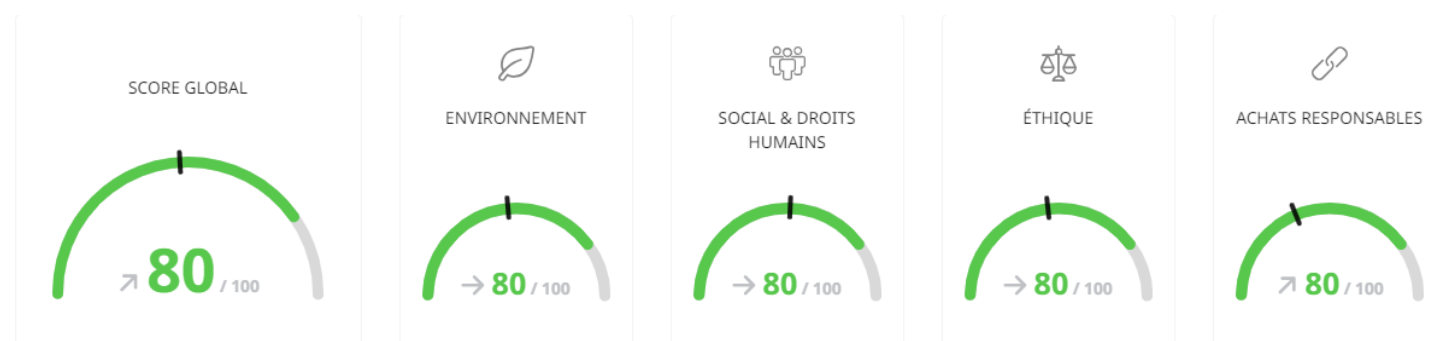 SCORE GLOBAL
80 / 100
ENVIRONNEMENT
80 / 100
SOCIAL & DROITS
HUMAINS
80 / 100
ÉTHIQUE
80 / 100
ACHATS RESPONSABLES
80 / 100